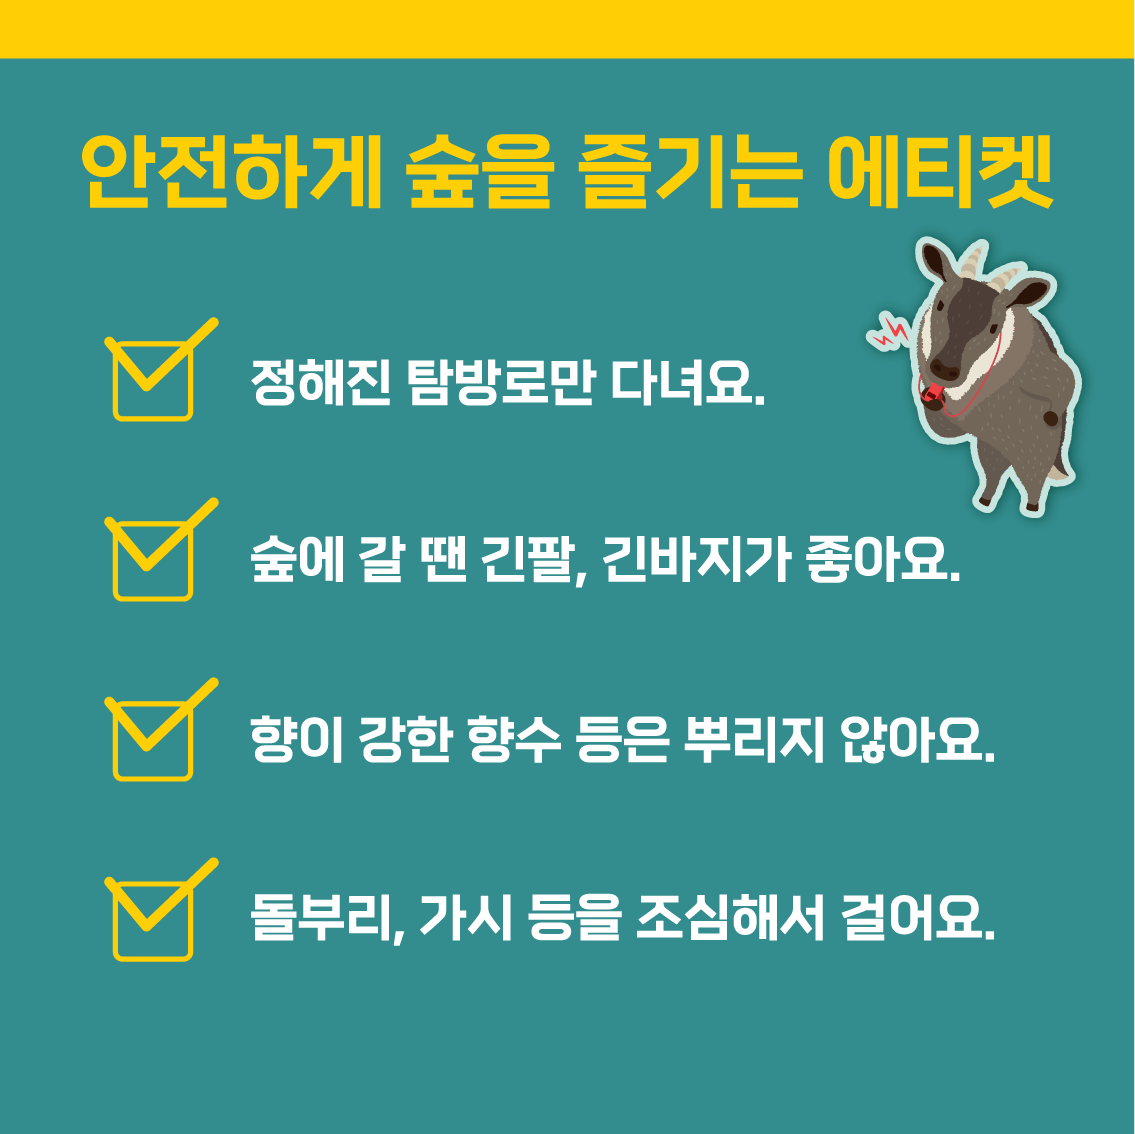 안전하게 숲을 즐기는 에티켓
정해진 탐방로만 다녀요.
숲에 갈 땐 긴팔, 긴바지가 좋아요.
향이 강한 향수 등은 뿌리지 않아요.
돌부리, 가시 등을 조심해서 걸어요.